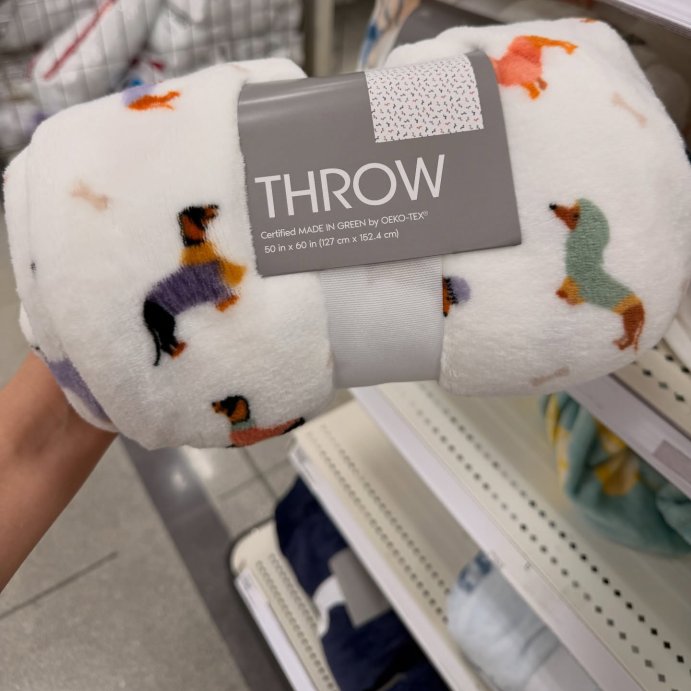 THROW
Certified MADE IN GREEN by OEKO-TEX®
50 in x 60 in (127 cm x 152.4 cm)